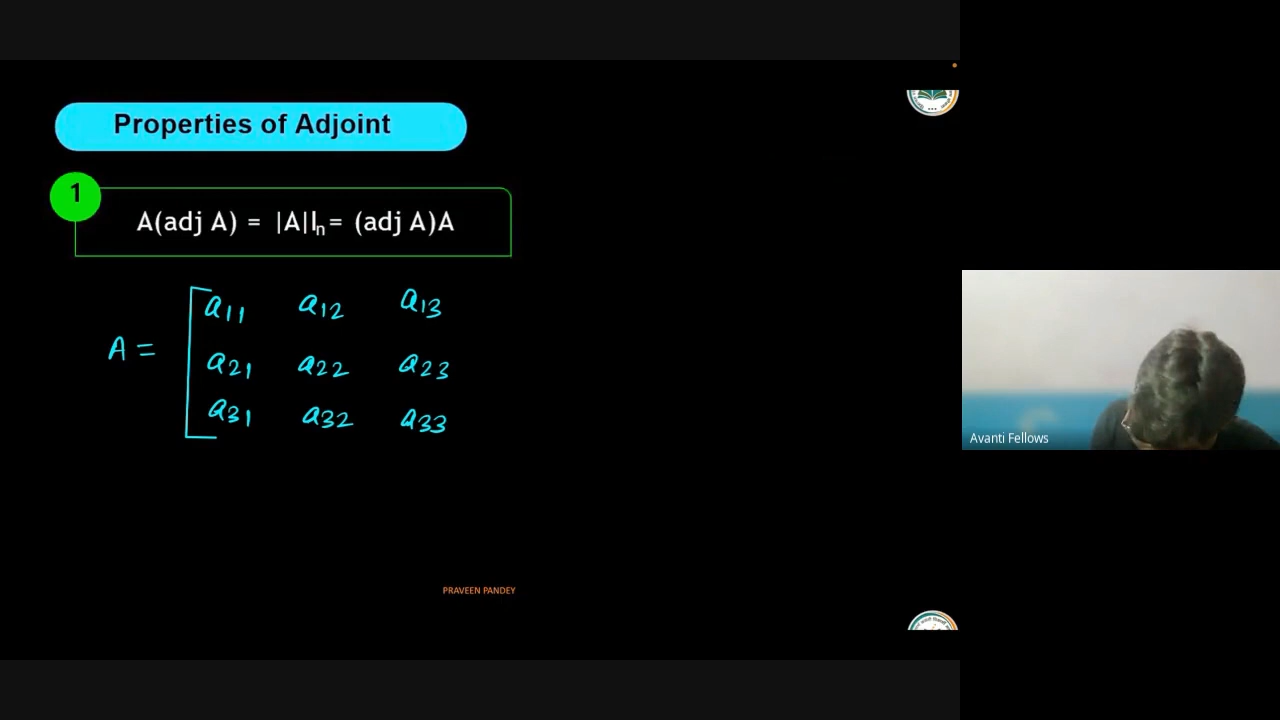 Properties of Adjoint
1
A(adj A) = |A|Iₙ = (adj A)A
A = [ a₁₁ a₁₂ a₁₃
a₂₁ a₂₂ a₂₃
a₃₁ a₃₂ a₃₃
Avanti Fellows
PRAVEEN PANDEY